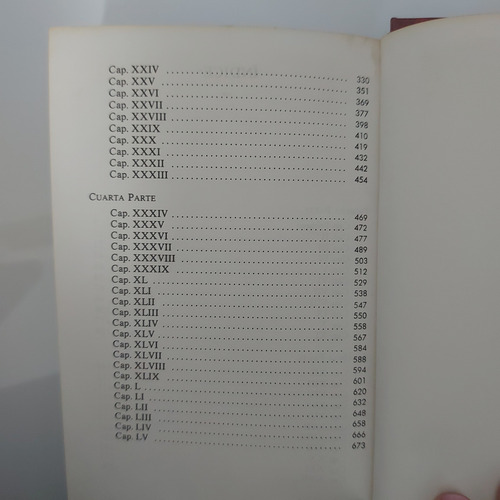 Cap. XXIV ........................................ 330
Cap. XXV ........................................ 351
Cap. XXVI ........................................ 369
Cap. XXVII ........................................ 377
Cap. XXVIII ........................................ 398
Cap. XXIX ........................................ 410
Cap. XXX ........................................ 419
Cap. XXXI ........................................ 432
Cap. XXXII ........................................ 442
Cap. XXXIII ........................................ 454
CUARTA PARTE
Cap. XXXIV ........................................ 469
Cap. XXXV ........................................ 472
Cap. XXXVI ........................................ 477
Cap. XXXVII ........................................ 489
Cap. XXXVIII ........................................ 503
Cap. XXXIX ........................................ 512
Cap. XL ........................................ 529
Cap. XLI ........................................ 538
Cap. XLII ........................................ 547
Cap. XLIII ........................................ 550
Cap. XLIV ........................................ 558
Cap. XLV ........................................ 567
Cap. XLVI ........................................ 584
Cap. XLVII ........................................ 588
Cap. XLVIII ........................................ 594
Cap. XLIX ........................................ 601
Cap. L ........................................ 620
Cap. LI ........................................ 632
Cap. LII ........................................ 648
Cap. LIII ........................................ 658
Cap. LIV ........................................ 666
Cap. LV ........................................ 673